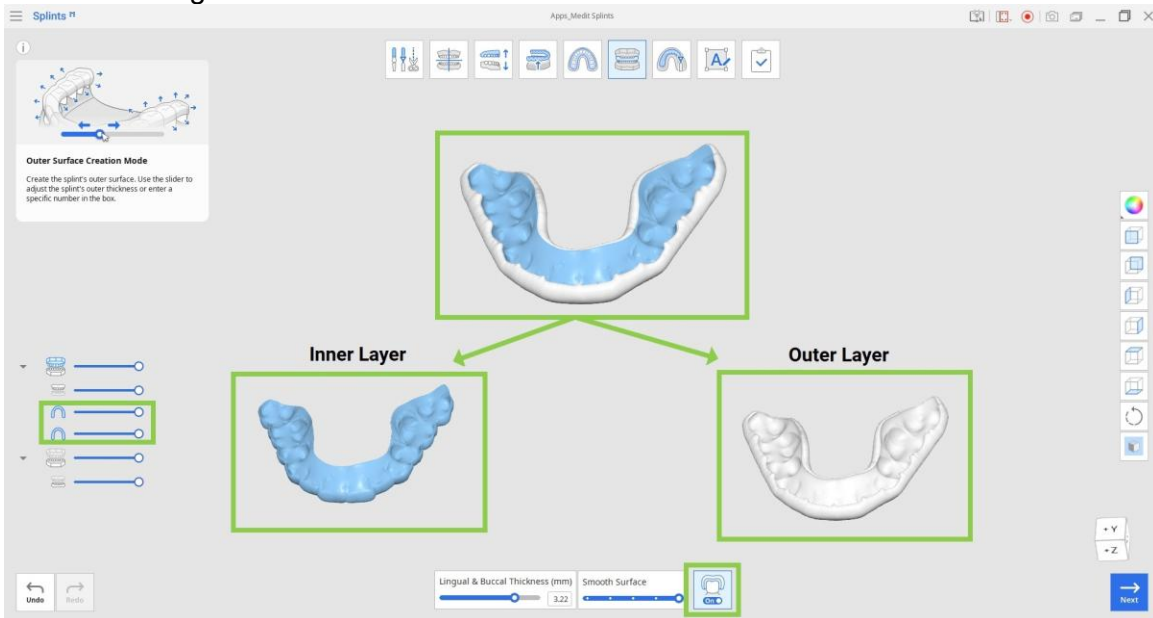 Splints
Apps_Medit Splints
Outer Surface Creation Mode
Create the splint's outer surface. Use the slider to
adjust the splint's outer thickness or enter a
specific number in the box.
A
Inner Layer
Outer Layer
+ Y
+ Z
Undo
Redo
Lingual & Buccal Thickness (mm)
3.22
Smooth Surface
On
Next